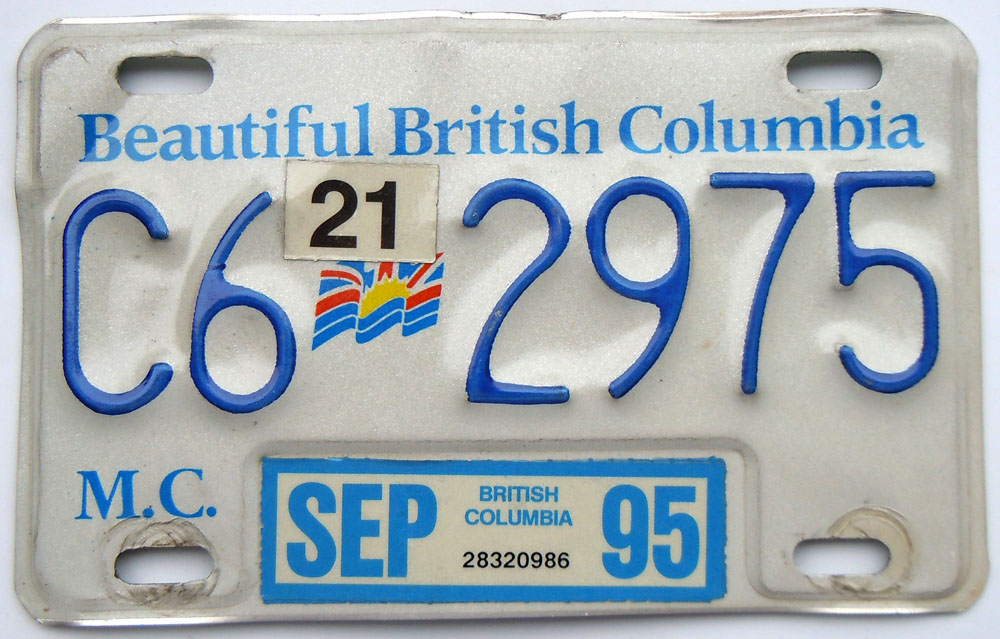 Beautiful British Columbia
C6 21 2975
M.C.
SEP BRITISH COLUMBIA 95
28320986